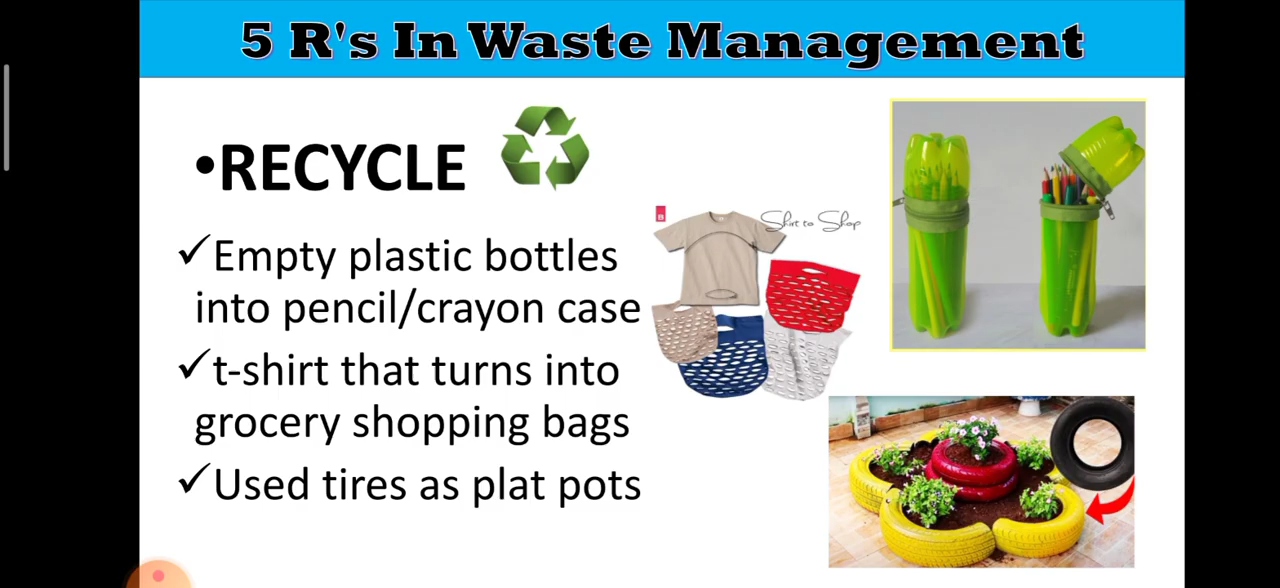 5 R's In Waste Management
•RECYCLE
✓Empty plastic bottles
into pencil/crayon case
✓t-shirt that turns into
grocery shopping bags
✓Used tires as plat pots
B
Shirt to Shop